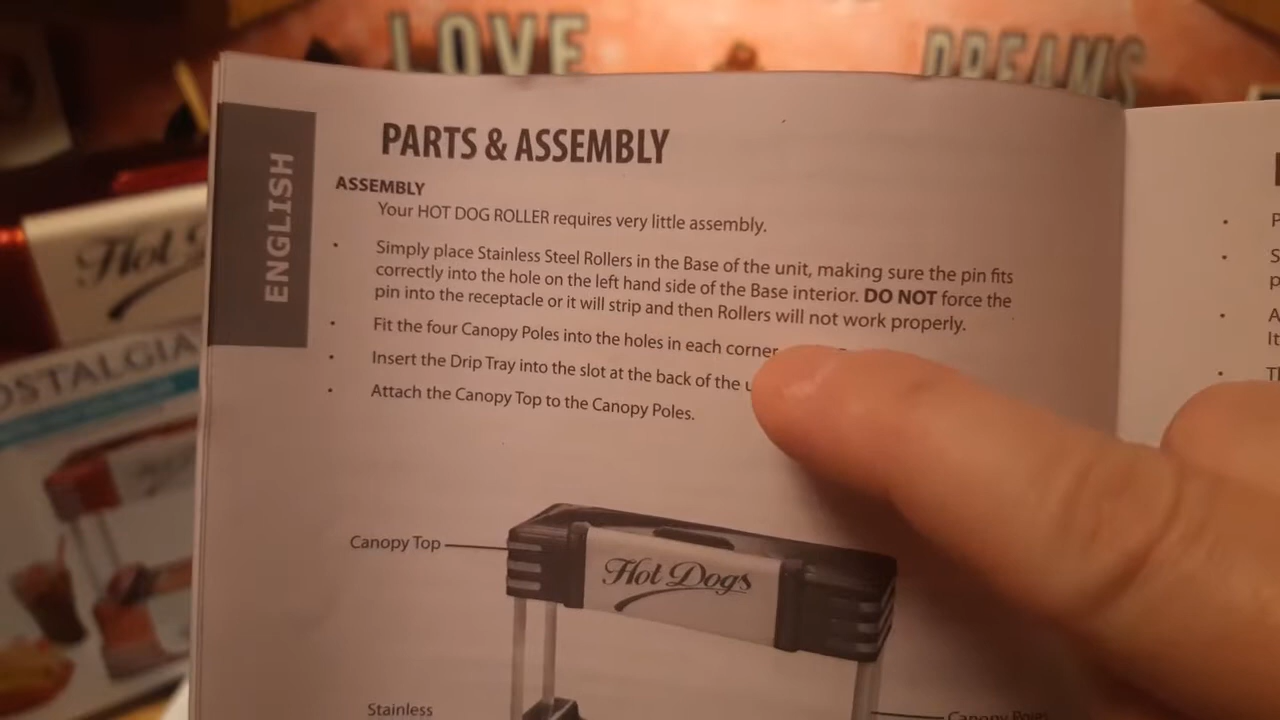 LOVE
DREAMS
ENGLISH
PARTS & ASSEMBLY
ASSEMBLY
Your HOT DOG ROLLER requires very little assembly.
• Simply place Stainless Steel Rollers in the Base of the unit, making sure the pin fits
correctly into the hole on the left hand side of the Base interior. DO NOT force the
pin into the receptacle or it will strip and then Rollers will not work properly.
• Fit the four Canopy Poles into the holes in each corner
• Insert the Drip Tray into the slot at the back of the
• Attach the Canopy Top to the Canopy Poles.
Canopy Top
Hot Dogs
Stainless
Canopy Poles
Hot
OSTALGIA